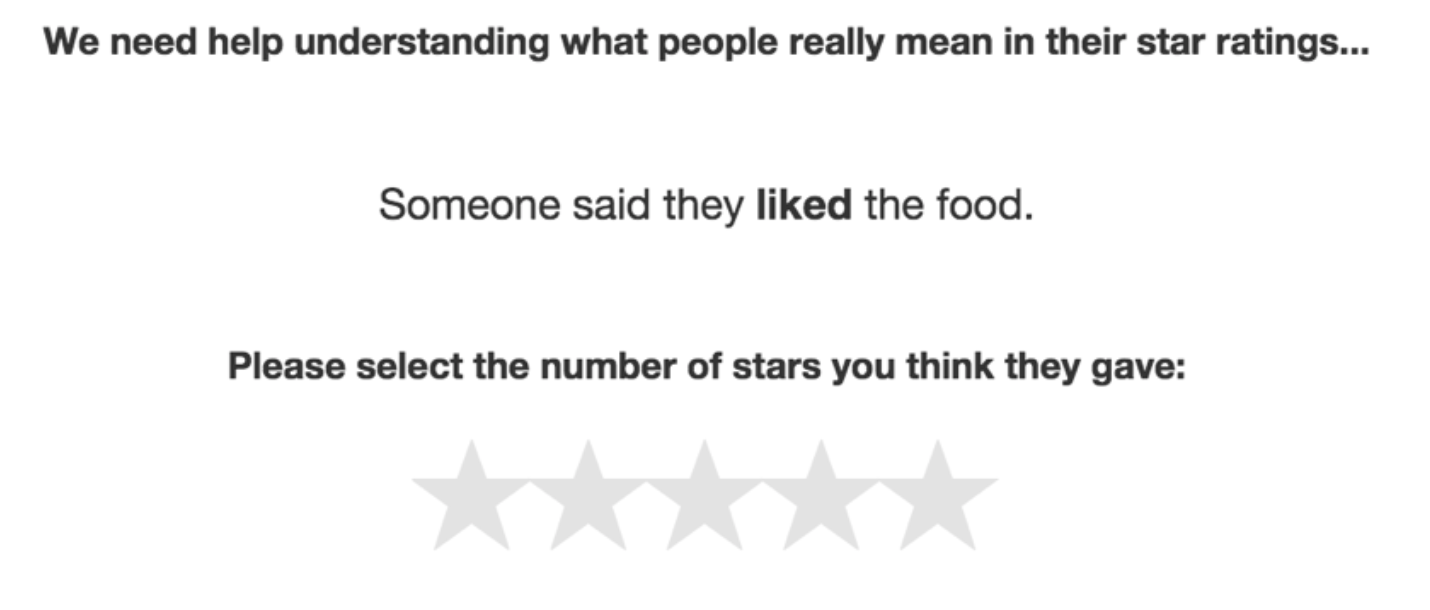 We need help understanding what people really mean in their star ratings...
Someone said they liked the food.
Please select the number of stars you think they gave: